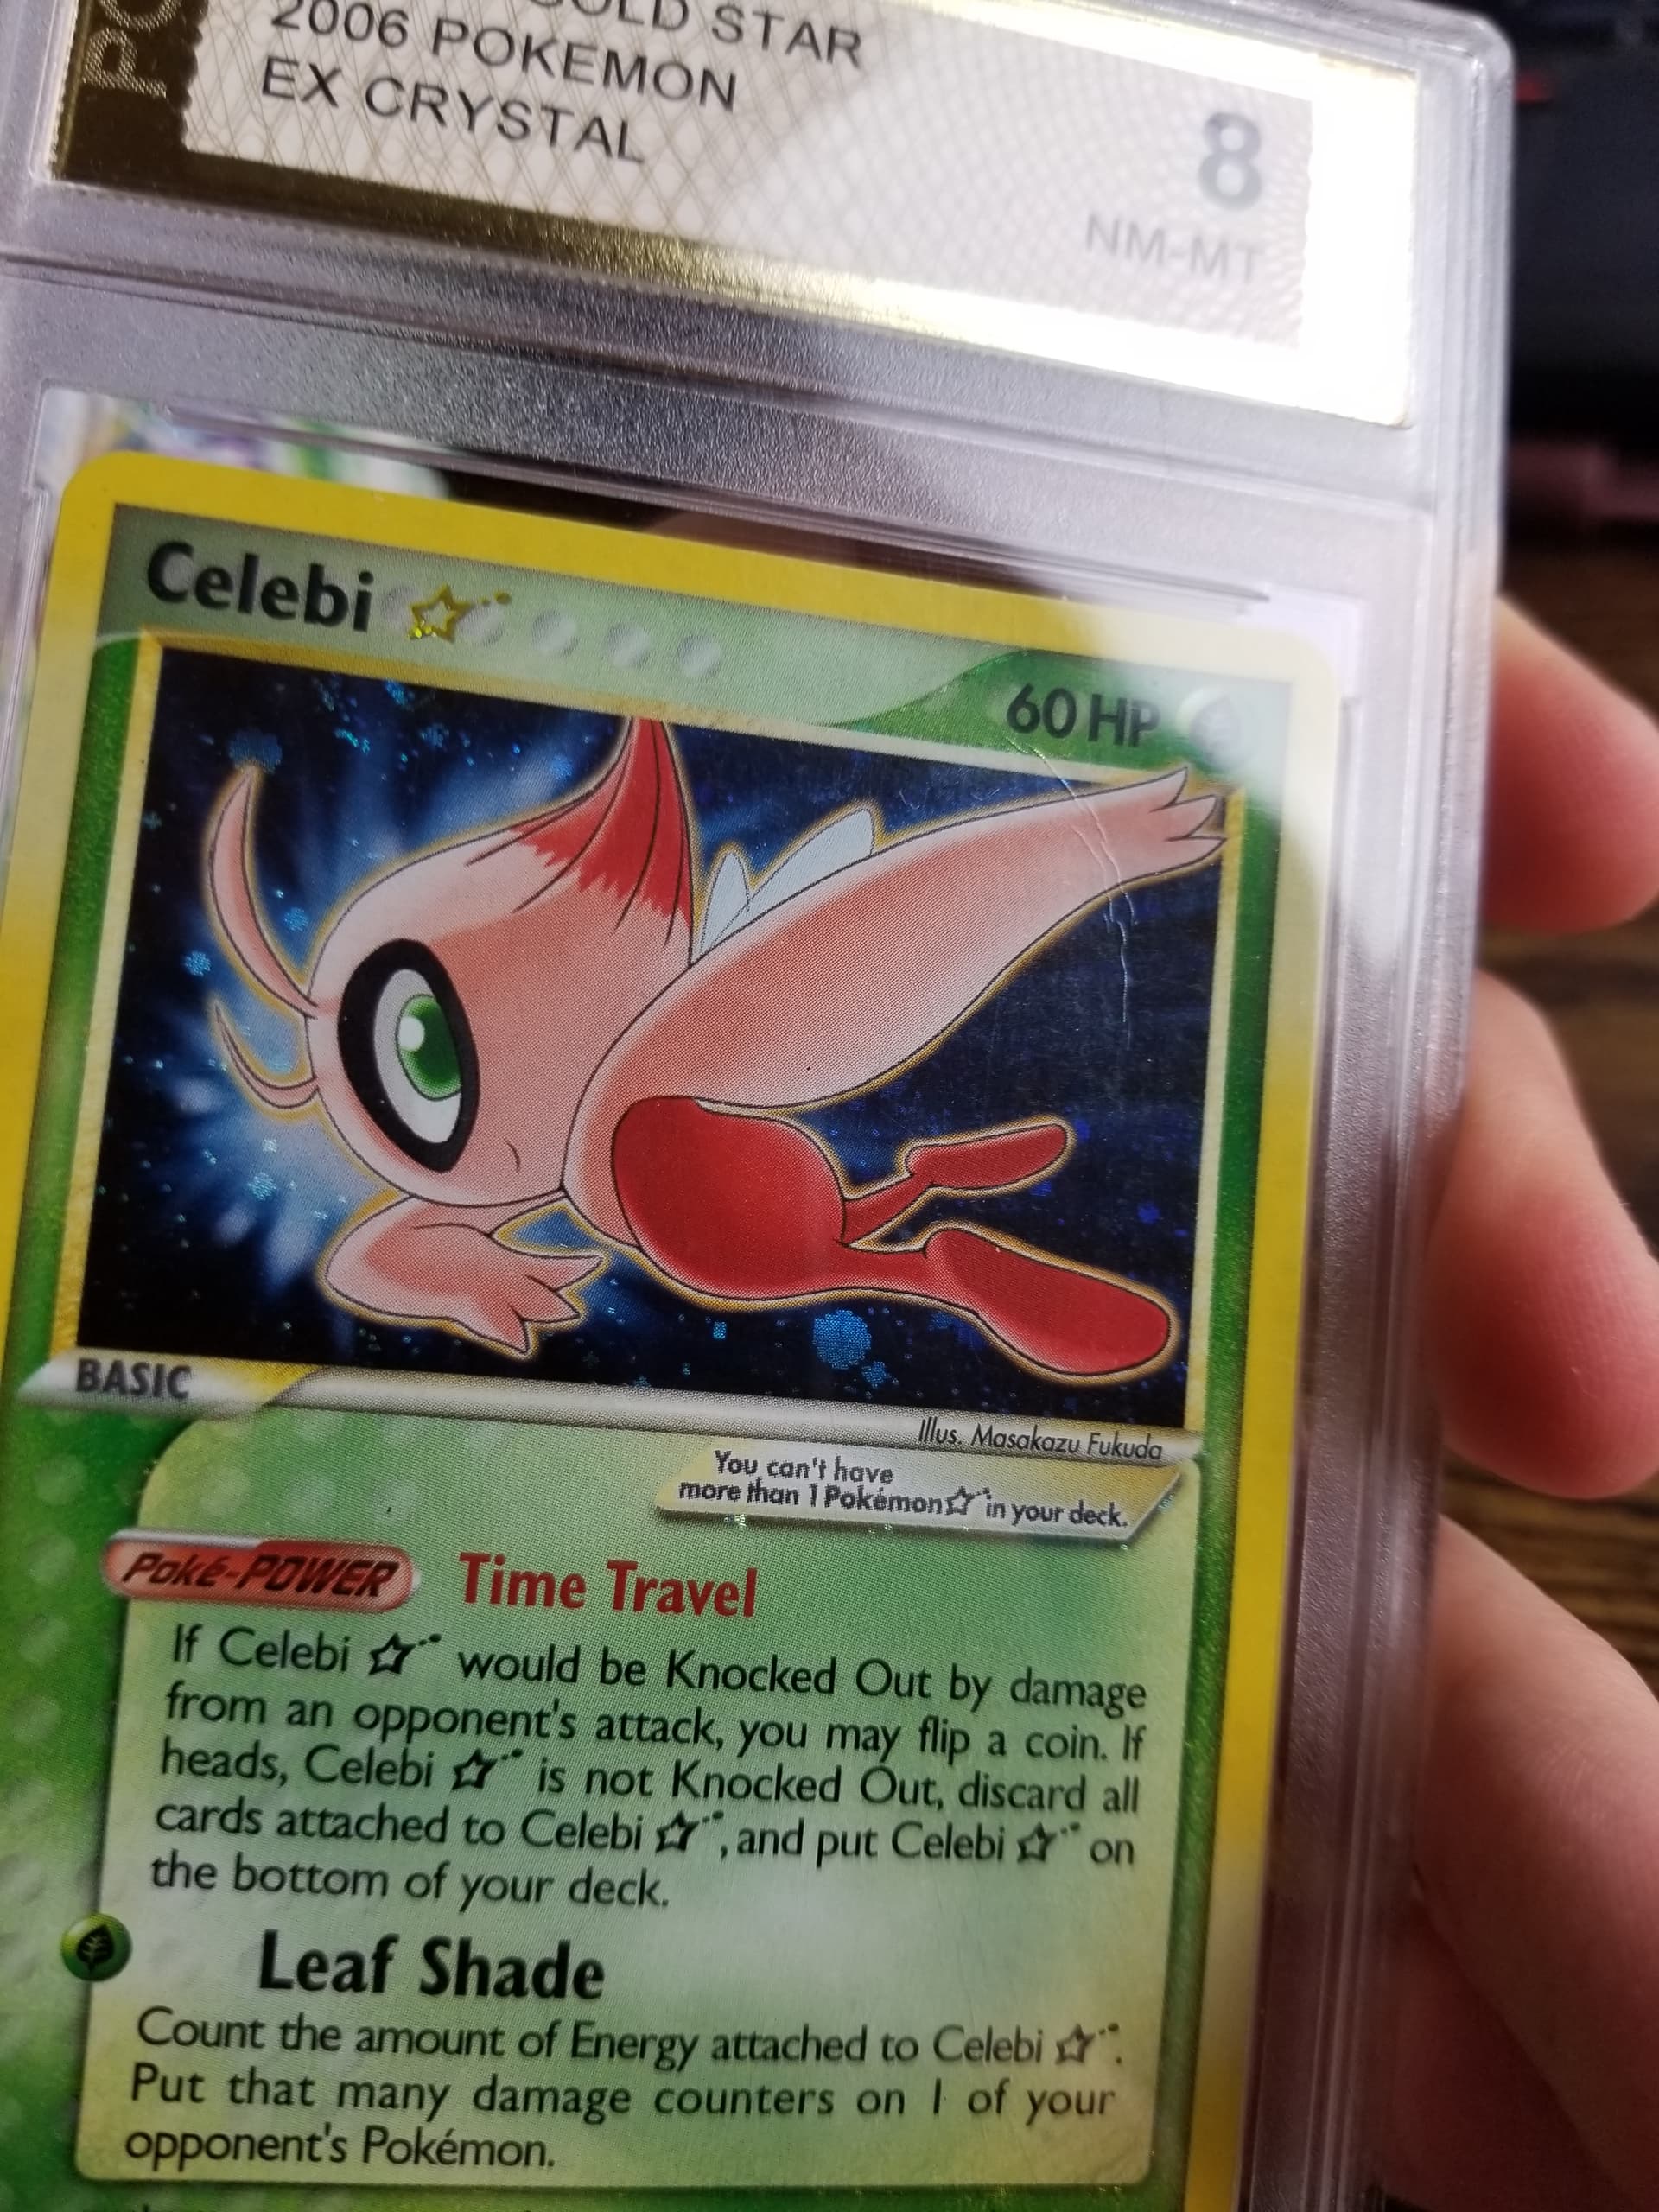 STAR
2006 POKEMON
EX CRYSTAL
8
NM-MT
Celebi
60 HP
BASIC
Illus. Masakazu Fukuda
You can't have
more than 1 Pokémon☆ in your deck.
Poké-POWER Time Travel
If Celebi ☆ would be Knocked Out by damage
from an opponent's attack, you may flip a coin. If
heads, Celebi ☆ is not Knocked Out, discard all
cards attached to Celebi ☆, and put Celebi ☆ on
the bottom of your deck.
Leaf Shade
Count the amount of Energy attached to Celebi ☆.
Put that many damage counters on 1 of your
opponent's Pokémon.